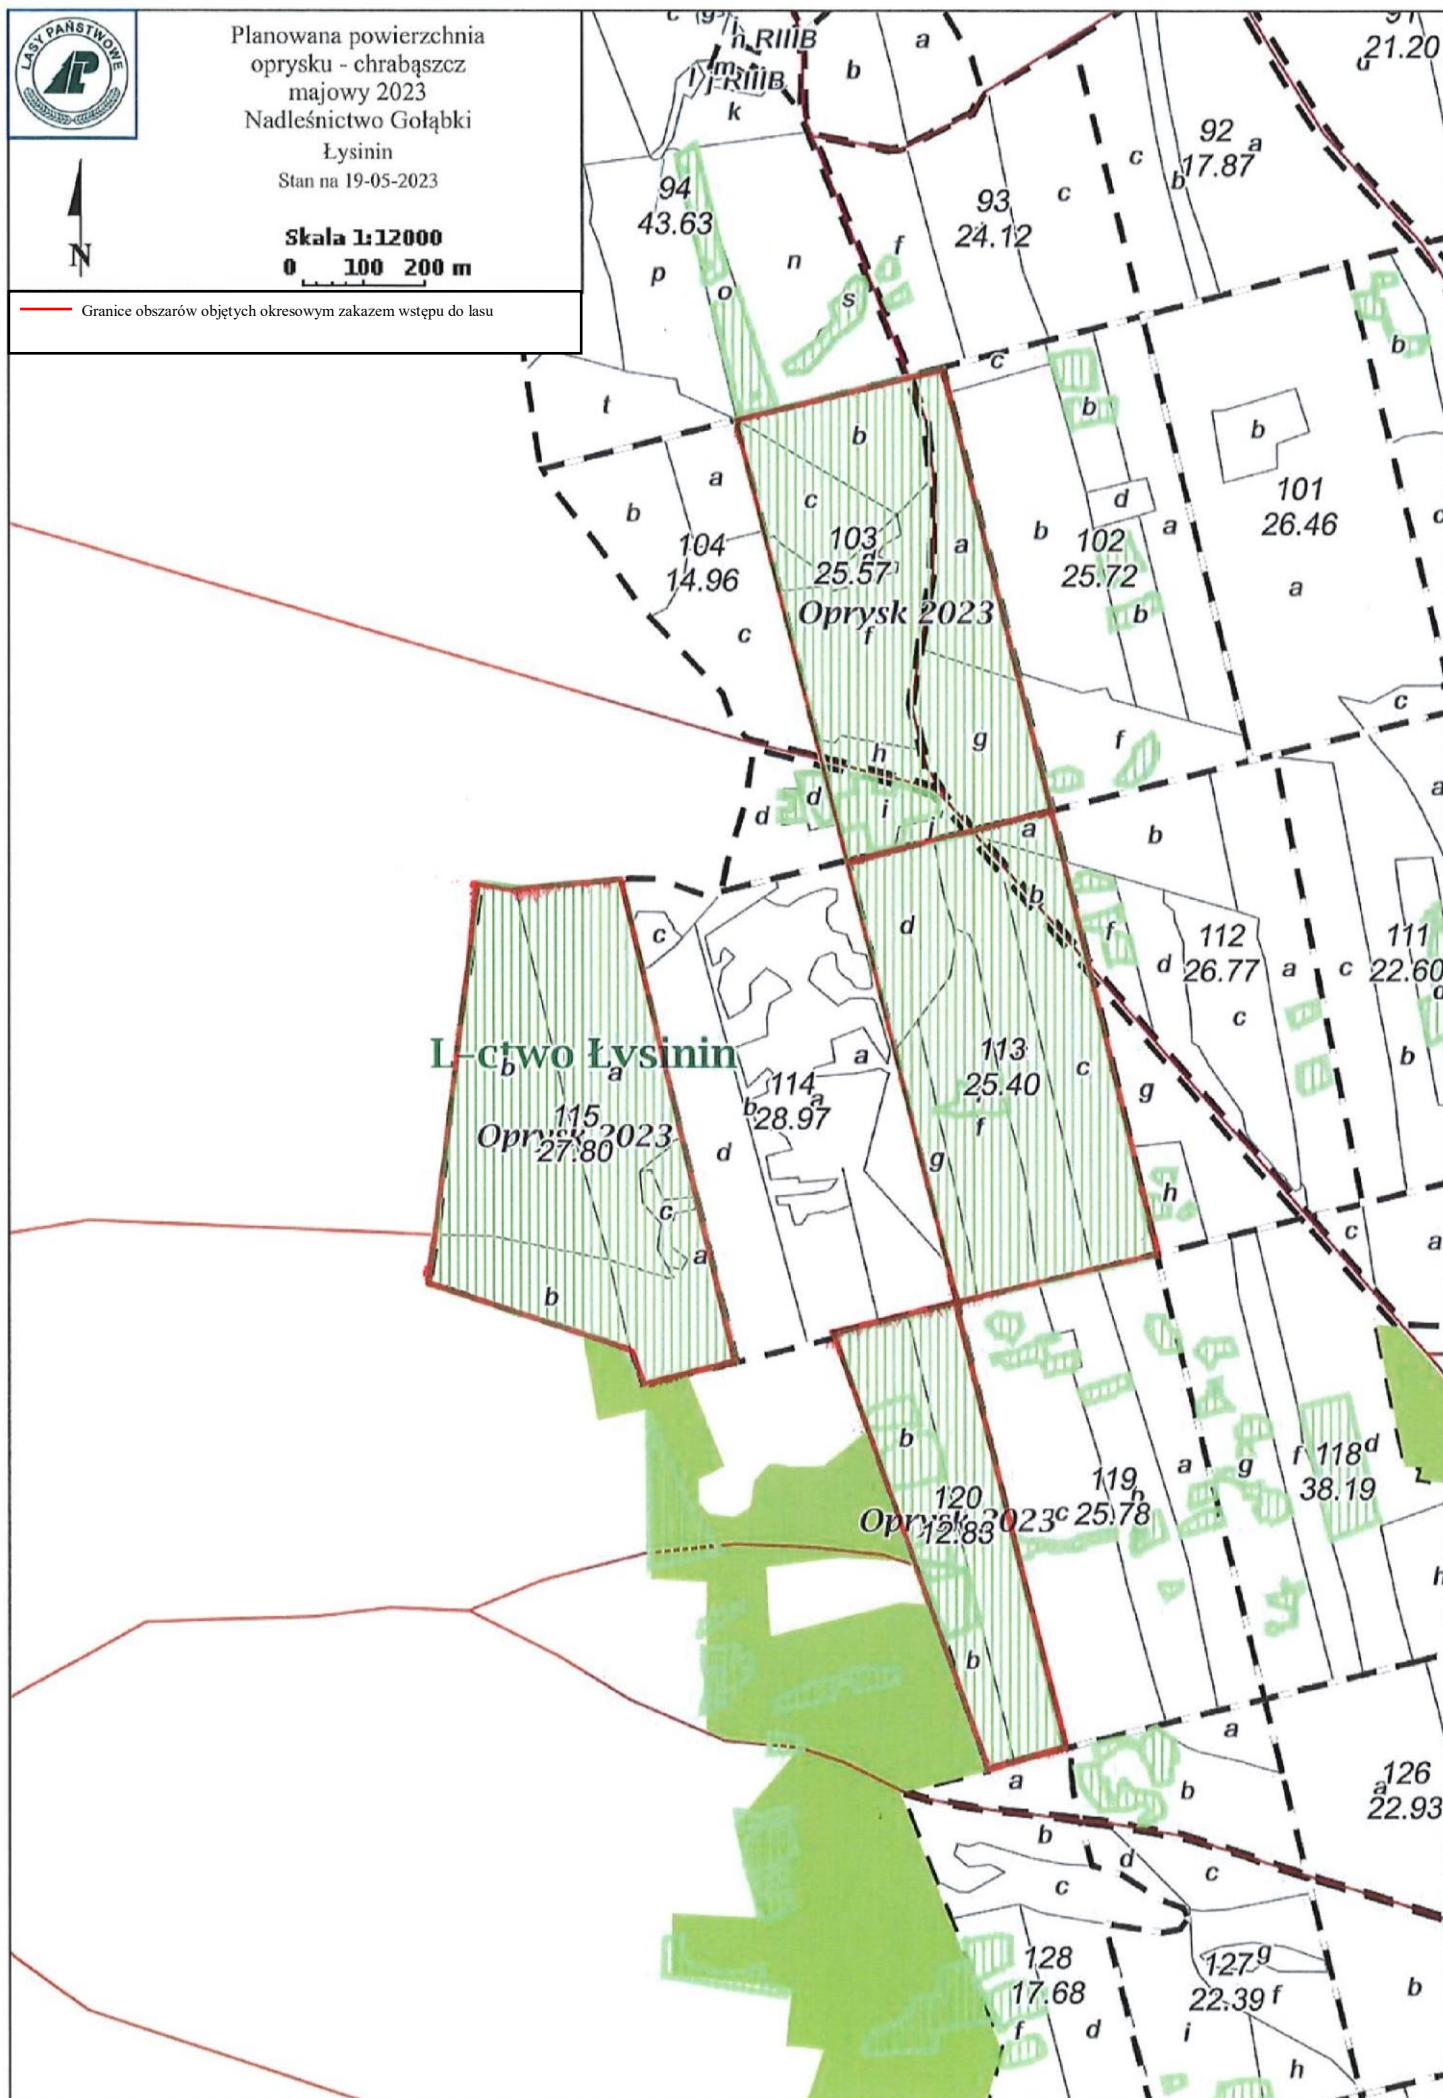 LASY PAŃSTWOWE
Planowana powierzchnia
oprysku - chrabąszcz
majowy 2023
Nadleśnictwo Gołąbki
Łysinin
Stan na 19-05-2023
N
Skala 1:12000
0 100 200 m
Granice obszarów objętych okresowym zakazem wstępu do lasu
RIIIB
b
a
m
RIIIB
k
21.20
92
17.87
a
b
c
c
94
43.63
93
24.12
p
o
n
s
f
c
b
t
b
b
b
a
c
b
104
14.96
103
25.57
a
b
102
25.72
d
a
101
26.46
c
a
c
Oprysk 2023
f
b
c
h
g
f
d
d
i
a
b
a
c
b
d
f
d
112
26.77
a
c
111
22.60
c
b
L-ctwo Łysinin
b
a
115
27.80
Oprysk 2023
114
28.97
b
a
a
d
113
25.40
c
g
f
g
h
c
a
b
c
a
b
120
12.83
Oprysk 2023
c
119
25.78
b
a
g
f
118
38.19
d
h
b
a
a
b
126
22.93
a
b
d
c
c
128
17.68
127
22.39
g
f
b
f
d
i
h